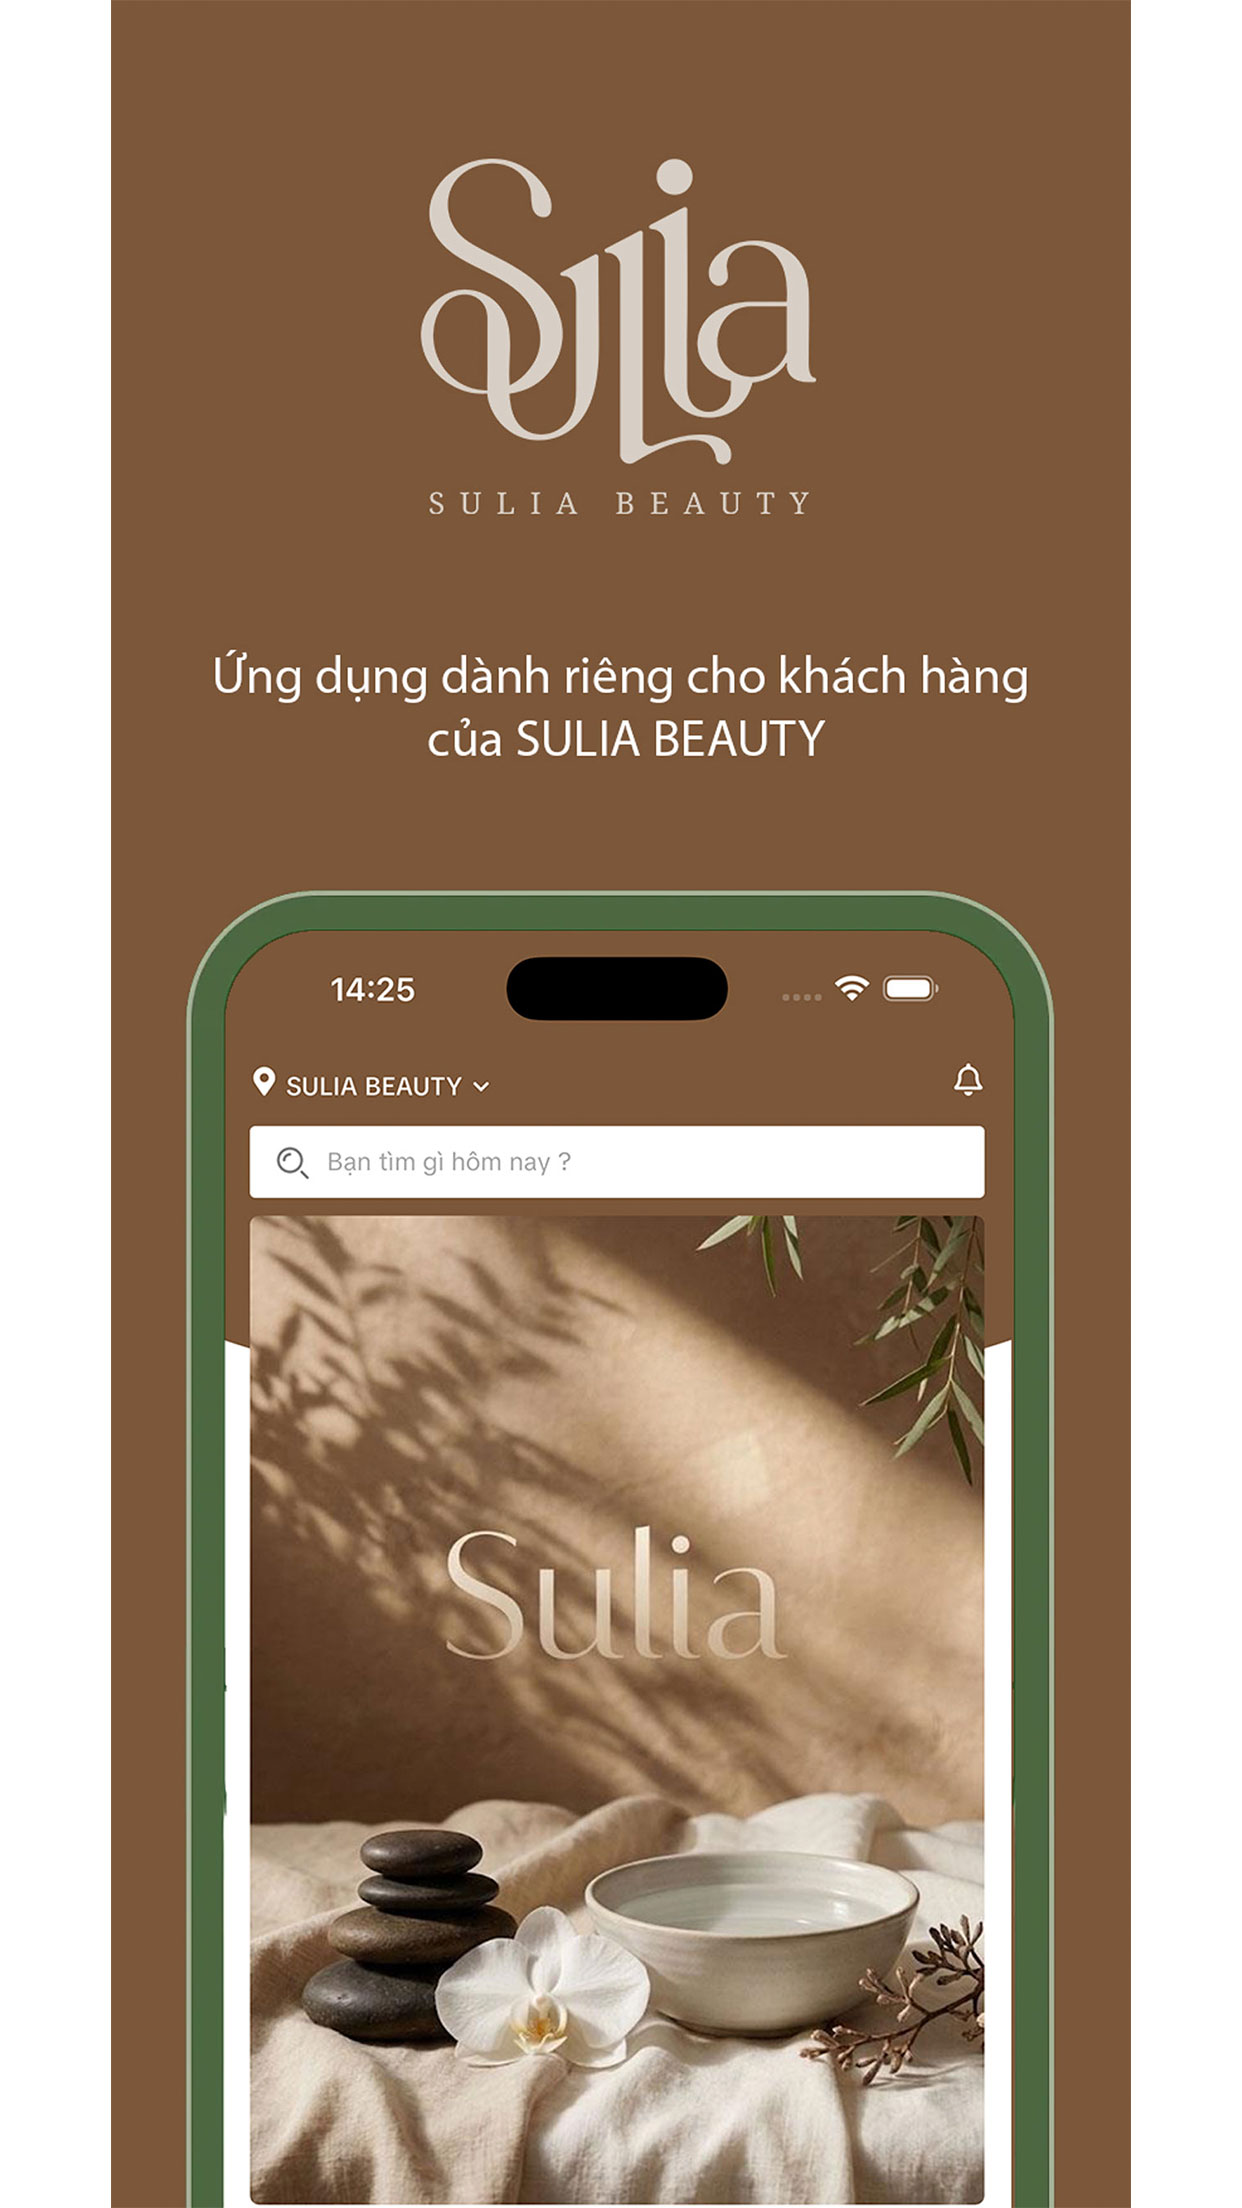 Sulia
SULIA BEAUTY
Ứng dụng dành riêng cho khách hàng
của SULIA BEAUTY
14:25
SULIA BEAUTY
Bạn tìm gì hôm nay ?
Sulia